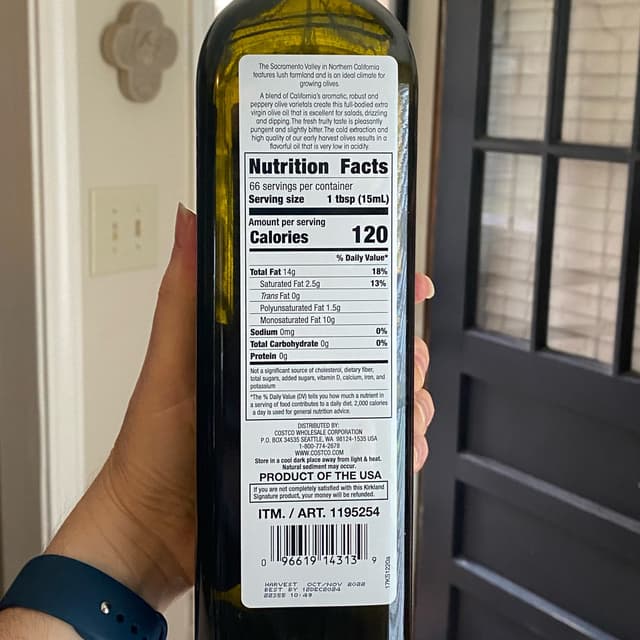 The Sacramento Valley in Northern California
features lush farmland and is an ideal climate for
growing olives.
A blend of California's aromatic, robust and
peppery olive varietals create this full-bodied extra
virgin olive oil that is excellent for salads, drizzling
and dipping. The fresh fruity taste is pleasantly
pungent and slightly bitter. The cold extraction and
high quality of our early harvest olives results in a
flavorful oil that is very low in acidity.
Nutrition Facts
66 servings per container
Serving size 1 tbsp (15mL)
Amount per serving
Calories 120
% Daily Value*
Total Fat 14g 18%
Saturated Fat 2.5g 13%
Trans Fat 0g
Polyunsaturated Fat 1.5g
Monosaturated Fat 10g
Sodium 0mg 0%
Total Carbohydrate 0g 0%
Protein 0g
Not a significant source of cholesterol, dietary fiber,
total sugars, added sugars, vitamin D, calcium, iron, and
potassium
*The % Daily Value (DV) tells you how much a nutrient in
a serving of food contributes to a daily diet. 2,000 calories
a day is used for general nutrition advice.
DISTRIBUTED BY:
COSTCO WHOLESALE CORPORATION
P.O. BOX 34535 SEATTLE, WA 98124-1535 USA
1-800-774-2678
WWW.COSTCO.COM
Store in a cool dark place away from light & heat.
Natural sediment may occur.
PRODUCT OF THE USA
If you are not completely satisfied with this Kirkland
Signature product, your money will be refunded.
ITM. / ART. 1195254
0 96619 14313 9
17KS1220a
HARVEST OCT/NOV 2022
BEST BY 12DEC2024
22355 10:49